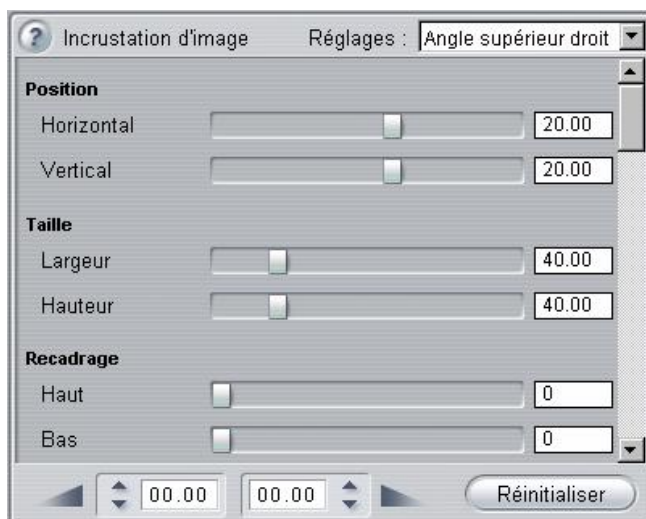 ? Incrustation d'image Réglages : Angle supérieur droit
Position
Horizontal 20.00
Vertical 20.00
Taille
Largeur 40.00
Hauteur 40.00
Recadrage
Haut 0
Bas 0
00.00 00.00 Réinitialiser